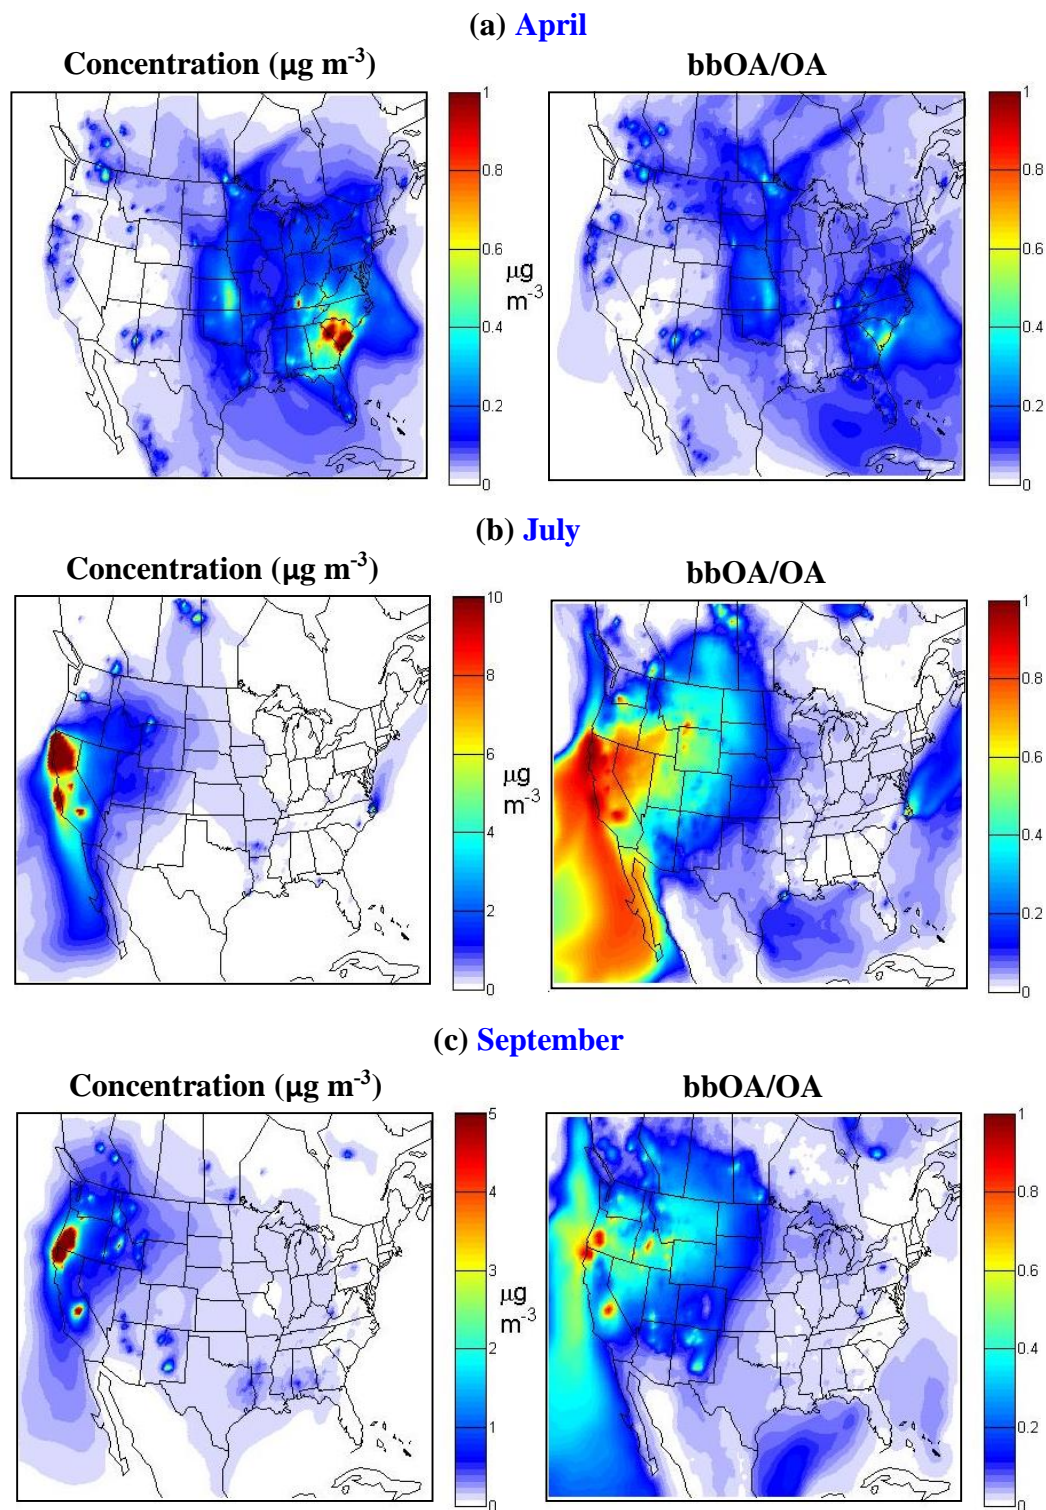 (a) April
Concentration (μg m-3)
bbOA/OA
1
0.8
0.6
0.4
0.2
0
μg
m-3
1
0.8
0.6
0.4
0.2
0
(b) July
Concentration (μg m-3)
bbOA/OA
10
8
6
4
2
0
μg
m-3
1
0.8
0.6
0.4
0.2
0
(c) September
Concentration (μg m-3)
bbOA/OA
5
4
3
2
1
0
μg
m-3
1
0.8
0.6
0.4
0.2
0